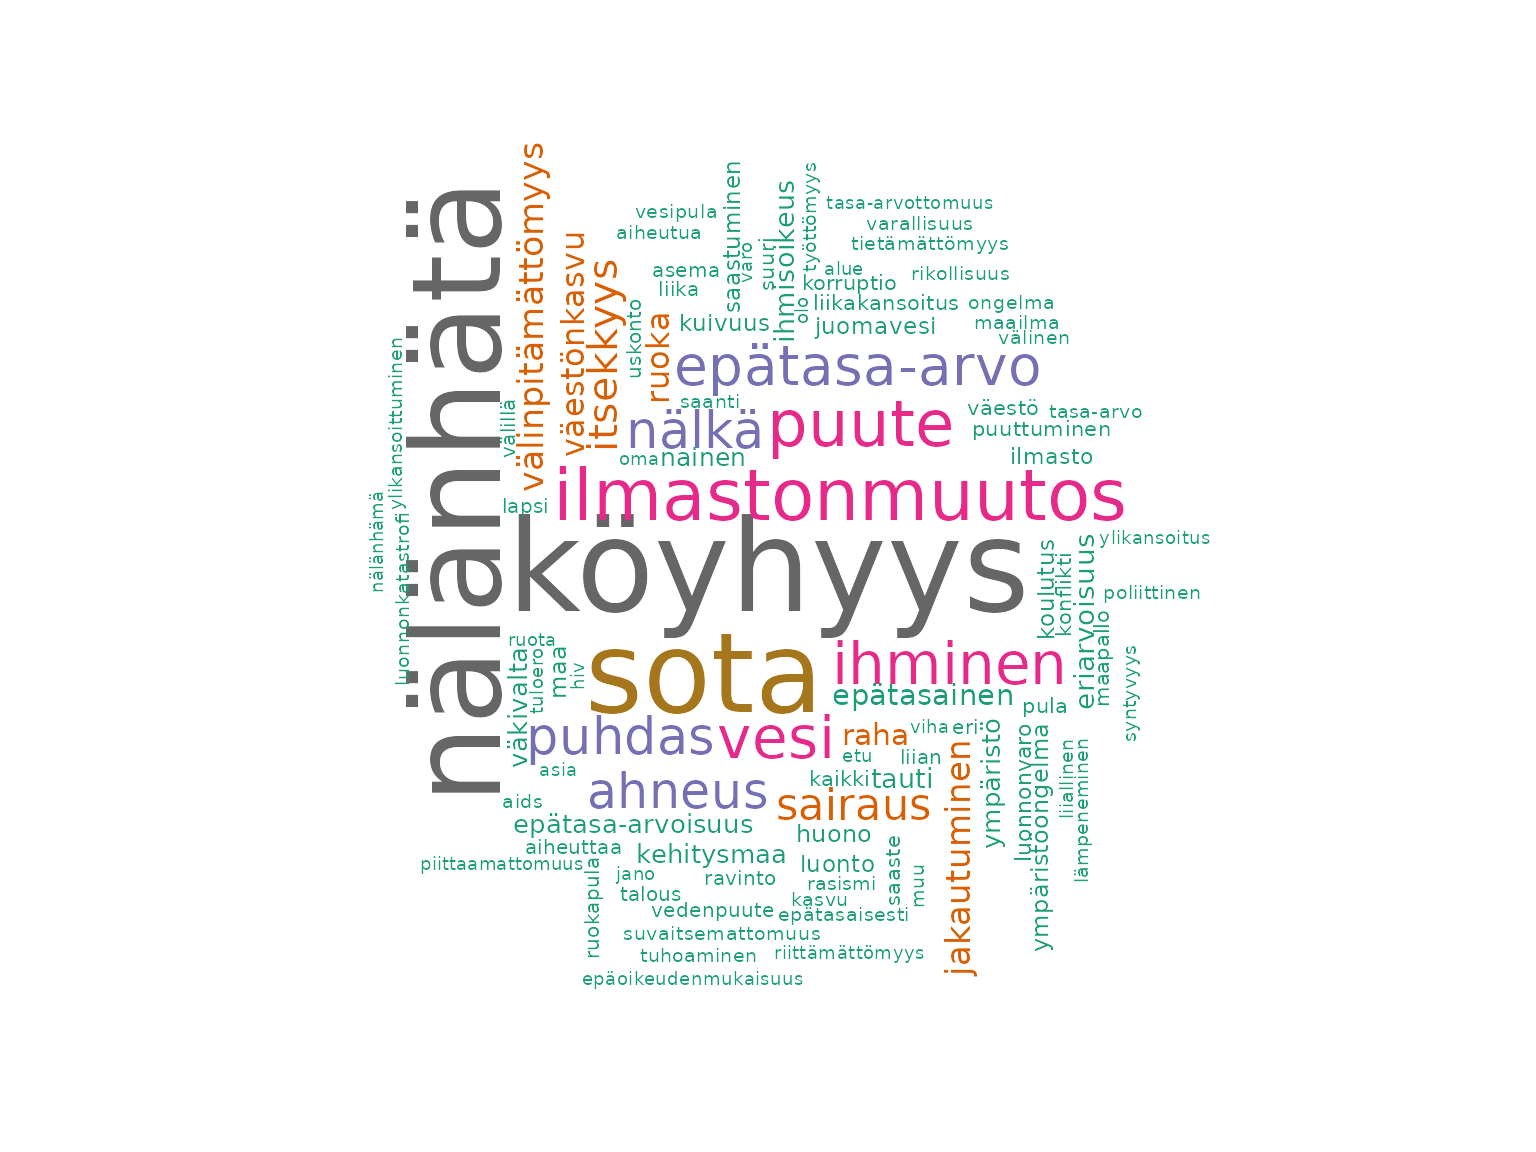 nälänhätä
välinpitämättömyys
väestönkasvu
itsekkyys
vesipula
aiheutua
saastuminen
varo
suuri
ihmisoikeus
työttömyys
tasa-arvottomuus
varallisuus
tietämättömyys
asema
liika
alue
korruptio
rikollisuus
olo
liikakansoitus
ongelma
uskonto
ruoka
kuivuus
juomavesi
maailma
välinen
ylikansoittuminen
epätasa-arvo
välillä
saanti
nälkä
puute
väestö
tasa-arvo
puuttuminen
oma
nainen
ilmasto
nälänhämä
lapsi
ilmastonmuutos
luonnonkatastrofi
köyhyys
koulutus
konflikti
eriarvoisuus
ylikansoitus
poliittinen
maapallo
ruota
väkivalta
tuloero
maa
hiv
sota
ihminen
epätasainen
pula
syntyvyys
puhdas
vesi
raha
viha
eri
ympäristö
luonnonvaro
ympäristöongelma
liiallinen
lämpeneminen
etu
liian
asia
kaikki
tauti
jakautuminen
ahneus
sairaus
aids
epätasa-arvoisuus
huono
aiheuttaa
kehitysmaa
luonto
saaste
muu
piittaamattomuus
ruokapula
jano
ravinto
rasismi
talous
kasvu
vedenpuute
epätasaisesti
suvaitsemattomuus
tuhoaminen
riittämättömyys
epäoikeudenmukaisuus